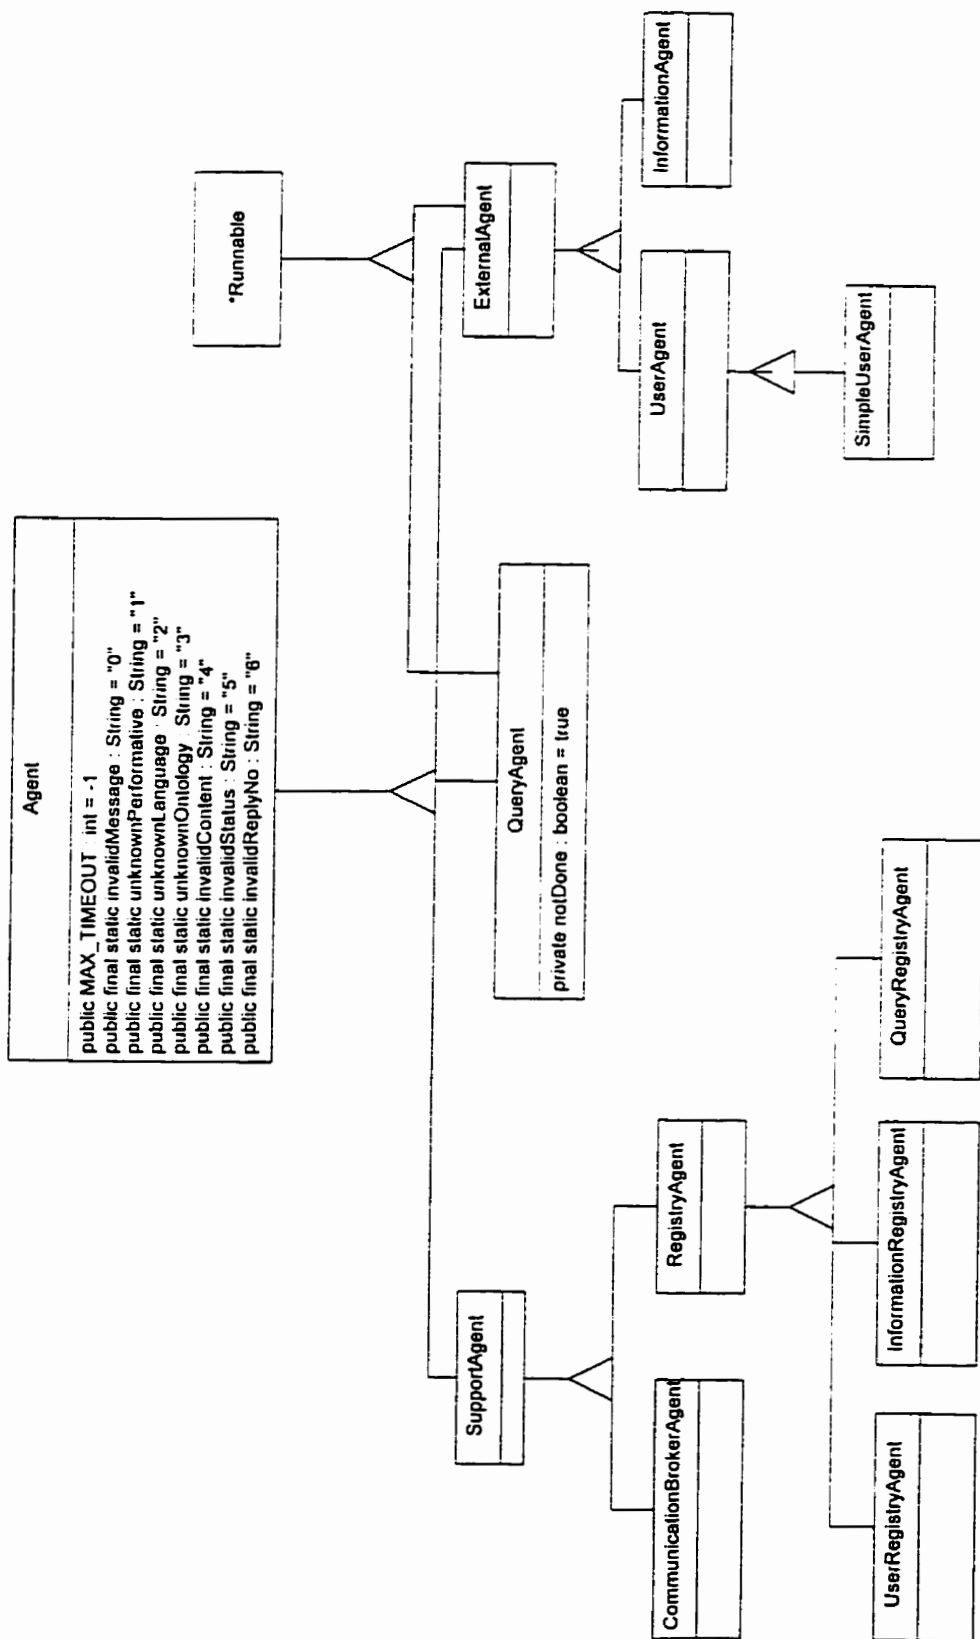 Agent
public MAX_TIMEOUT : int = -1
public final static invalidMessage : String = "0"
public final static unknownPerformative : String = "1"
public final static unknownLanguage : String = "2"
public final static unknownOntology : String = "3"
public final static invalidContent : String = "4"
public final static invalidStatus : String = "5"
public final static invalidReplyNo : String = "6"
*Runnable
SupportAgent
QueryAgent
private notDone : boolean = true
ExternalAgent
CommunicationBrokerAgent
RegistryAgent
UserAgent
InformationAgent
UserRegistryAgent
InformationRegistryAgent
QueryRegistryAgent
SimpleUserAgent